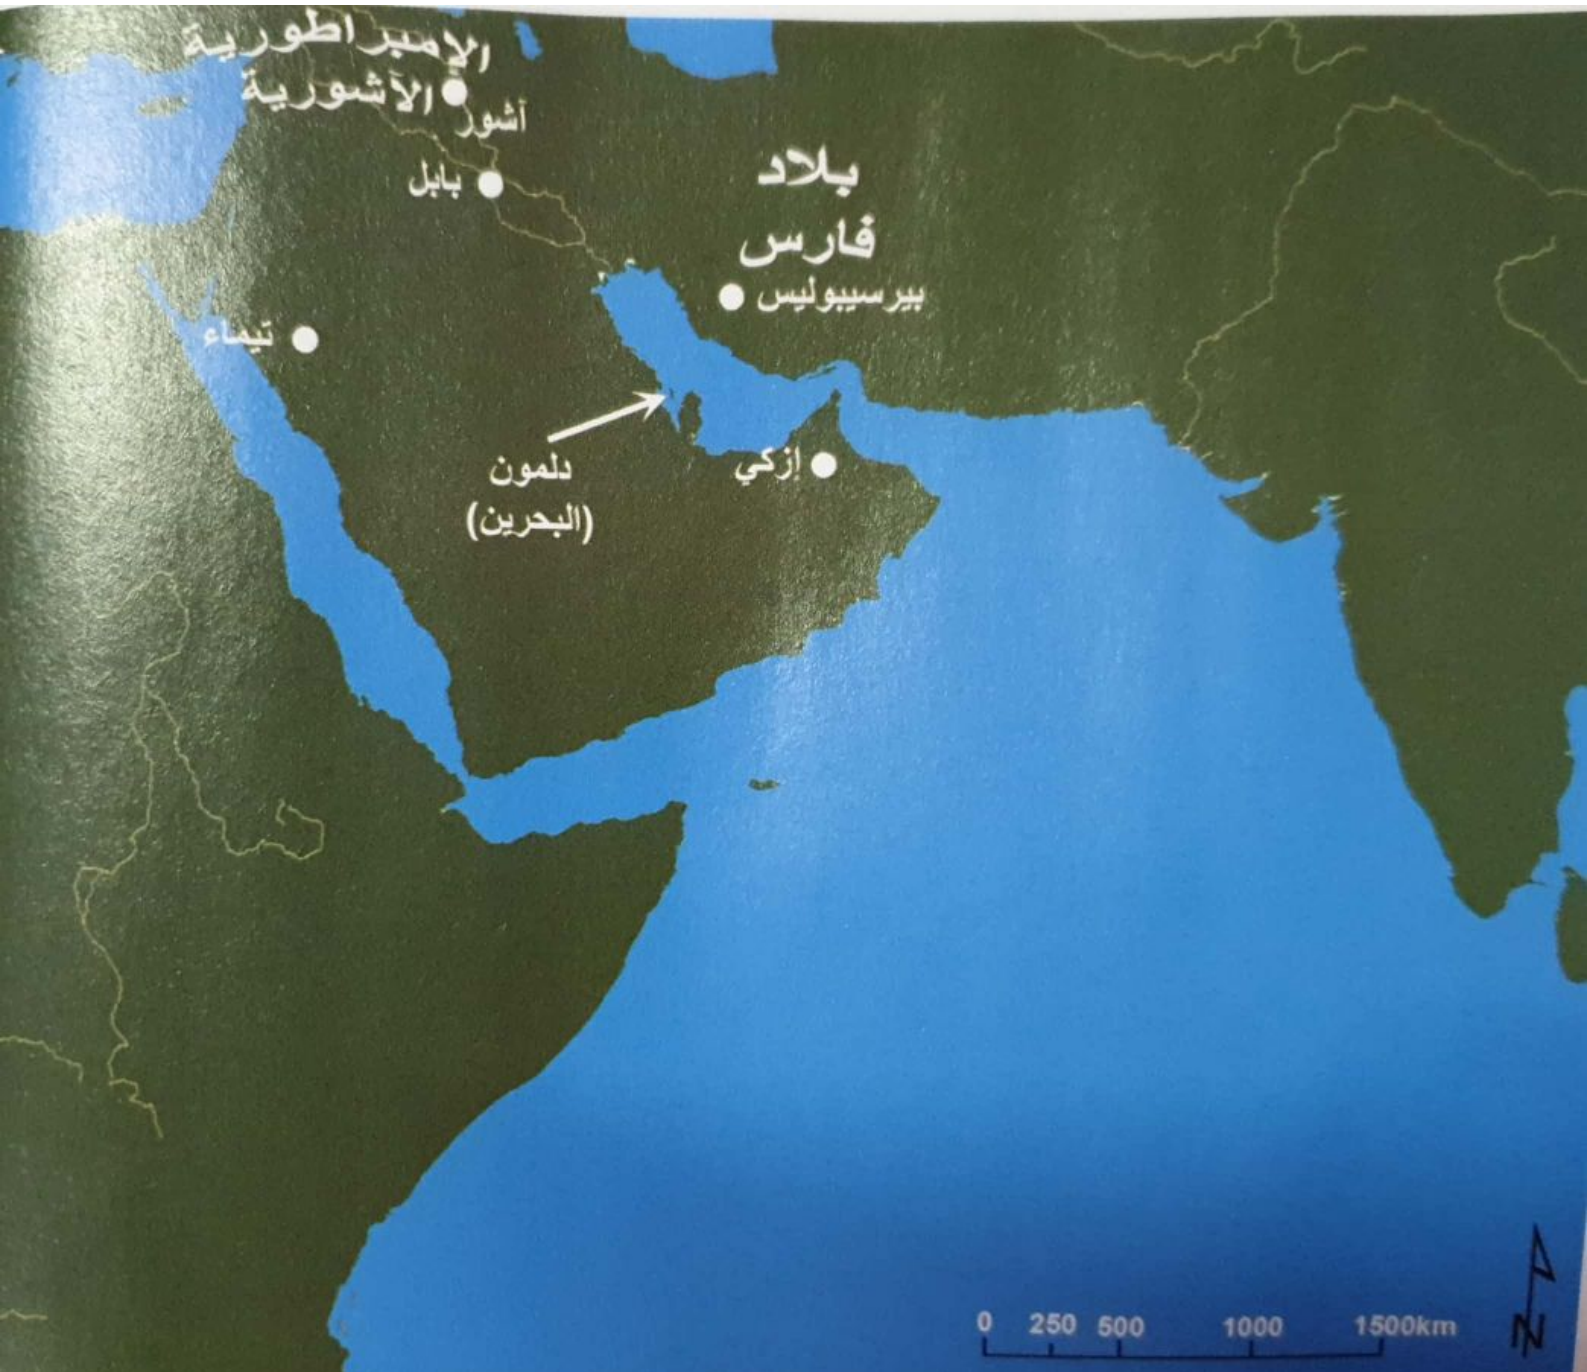 الإمبراطورية
الآشورية
آشور
بابل
بلاد
فارس
بيرسيبوليس
تيماء
دلمون
(البحرين)
إزكي
0 250 500 1000 1500km
N